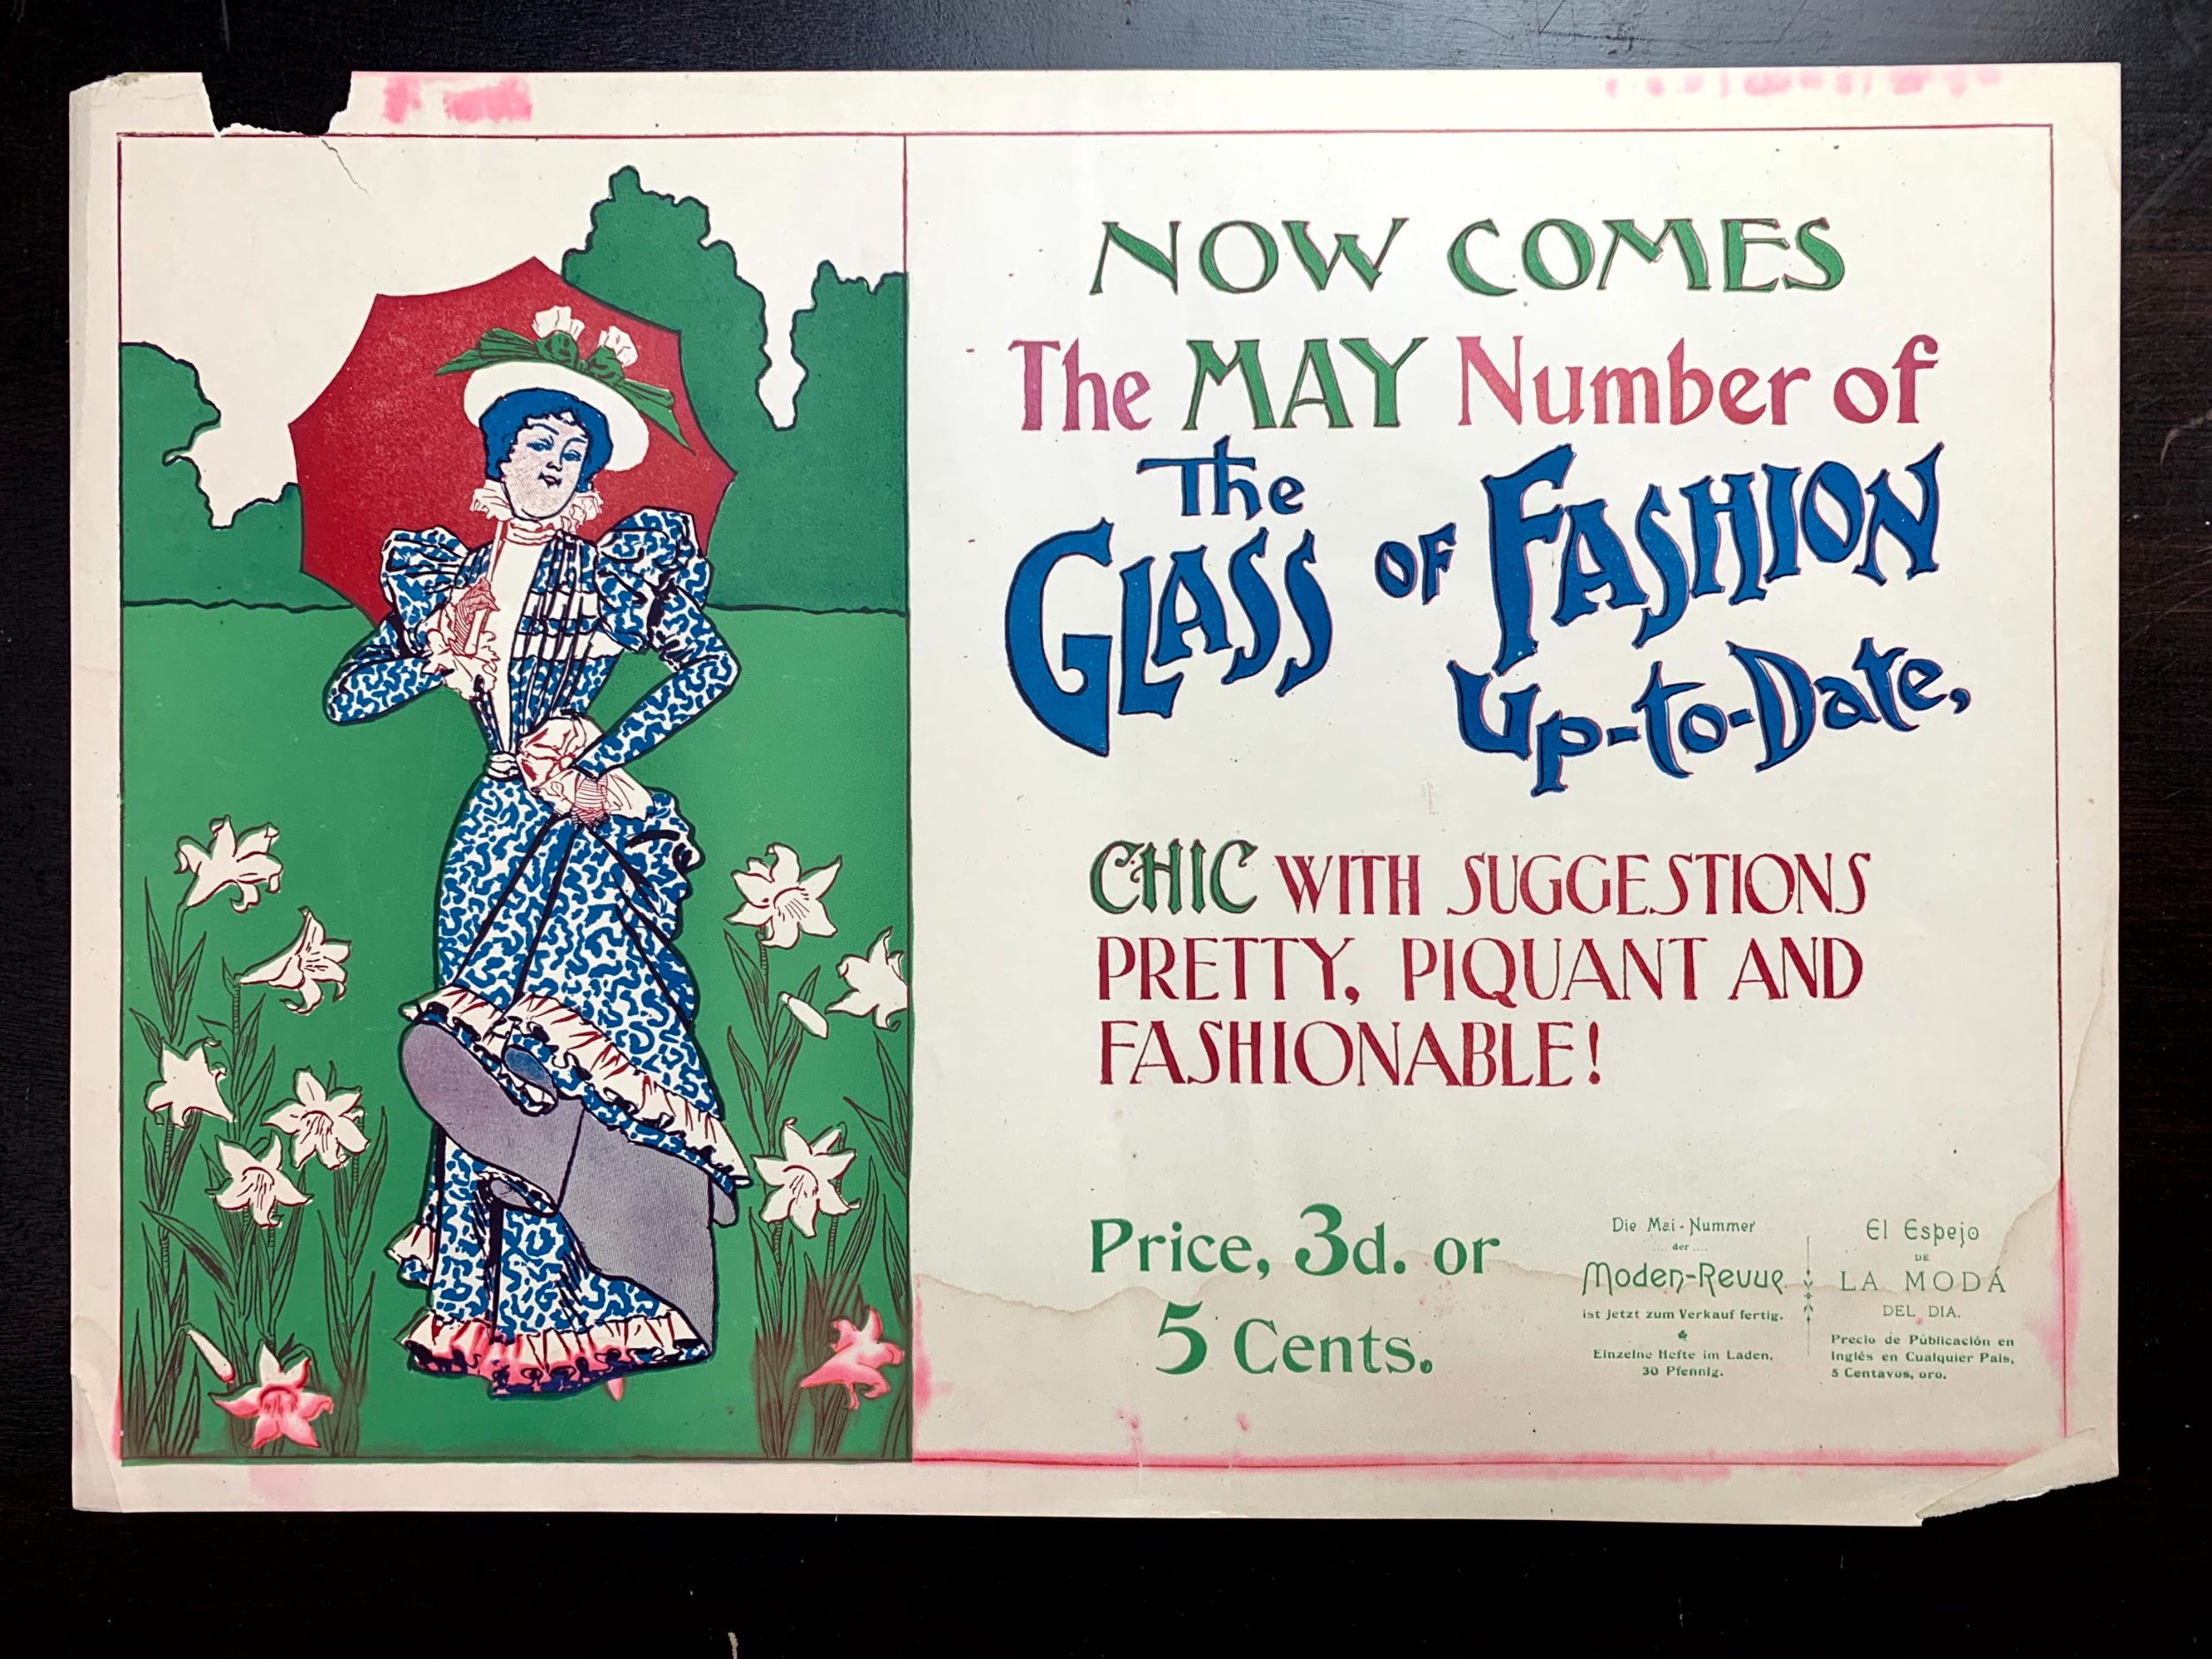 NOW COMES
The MAY Number of
The
GLASS OF FASHION
Up-to-Date,
CHIC WITH SUGGESTIONS
PRETTY, PIQUANT AND
FASHIONABLE!
Price, 3d. or
5 Cents.
Die Mai-Nummer
.... der ....
Moden-Revue
ist jetzt zum Verkauf fertig.
Einzelne Hefte im Laden,
30 Pfennig.
El Espejo
DE
LA MODÁ
DEL DIA.
Precio de Públicación en
Inglés en Cualquier Pais,
5 Centavos, oro.